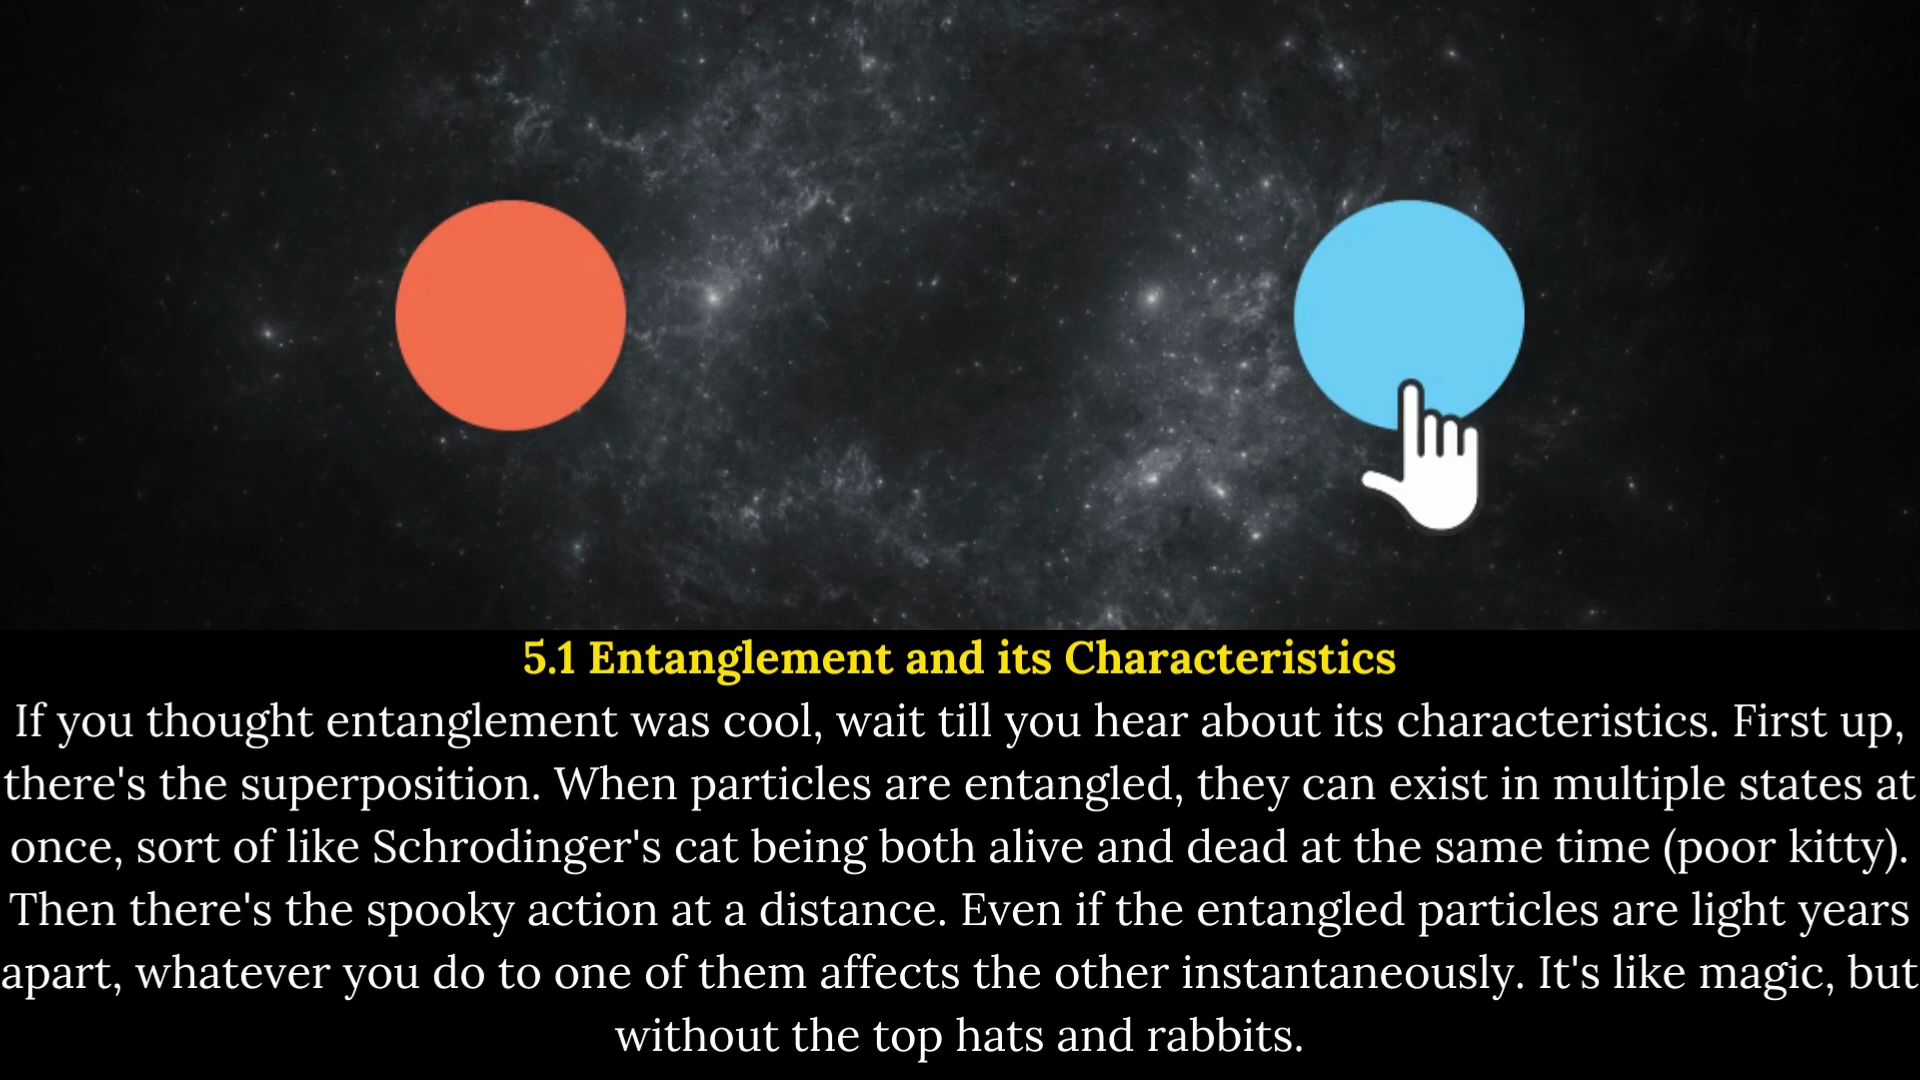 5.1 Entanglement and its Characteristics
If you thought entanglement was cool, wait till you hear about its characteristics. First up,
there's the superposition. When particles are entangled, they can exist in multiple states at
once, sort of like Schrodinger's cat being both alive and dead at the same time (poor kitty).
Then there's the spooky action at a distance. Even if the entangled particles are light years
apart, whatever you do to one of them affects the other instantaneously. It's like magic, but
without the top hats and rabbits.